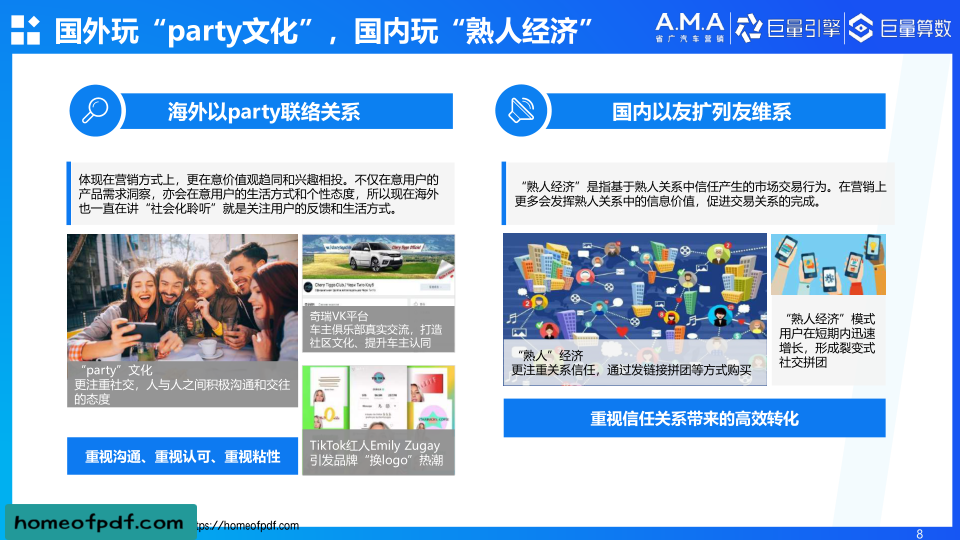 国外玩“party文化”，国内玩“熟人经济”
A.M.A
省广汽车营销
巨量引擎
巨量算数
海外以party联络关系
体现在营销方式上，更在意价值观趋同和兴趣相投。不仅在意用户的
产品需求洞察，亦会在意用户的生活方式和个性态度，所以现在海外
也一直在讲“社会化聆听”就是关注用户的反馈和生活方式。
“party”文化
更注重社交，人与人之间积极沟通和交往
的态度
奇瑞VK平台
车主俱乐部真实交流，打造
社区文化、提升车主认同
TikTok红人Emily Zugay
引发品牌“换logo”热潮
重视沟通、重视认可、重视粘性
国内以友扩列友维系
“熟人经济”是指基于熟人关系中信任产生的市场交易行为。在营销上
更多会发挥熟人关系中的信息价值，促进交易关系的完成。
“熟人”经济
更注重关系信任，通过发链接拼团等方式购买
“熟人经济”模式
用户在短期内迅速
增长，形成裂变式
社交拼团
重视信任关系带来的高效转化
homeofpdf.com
ttps://homeofpdf.com
8